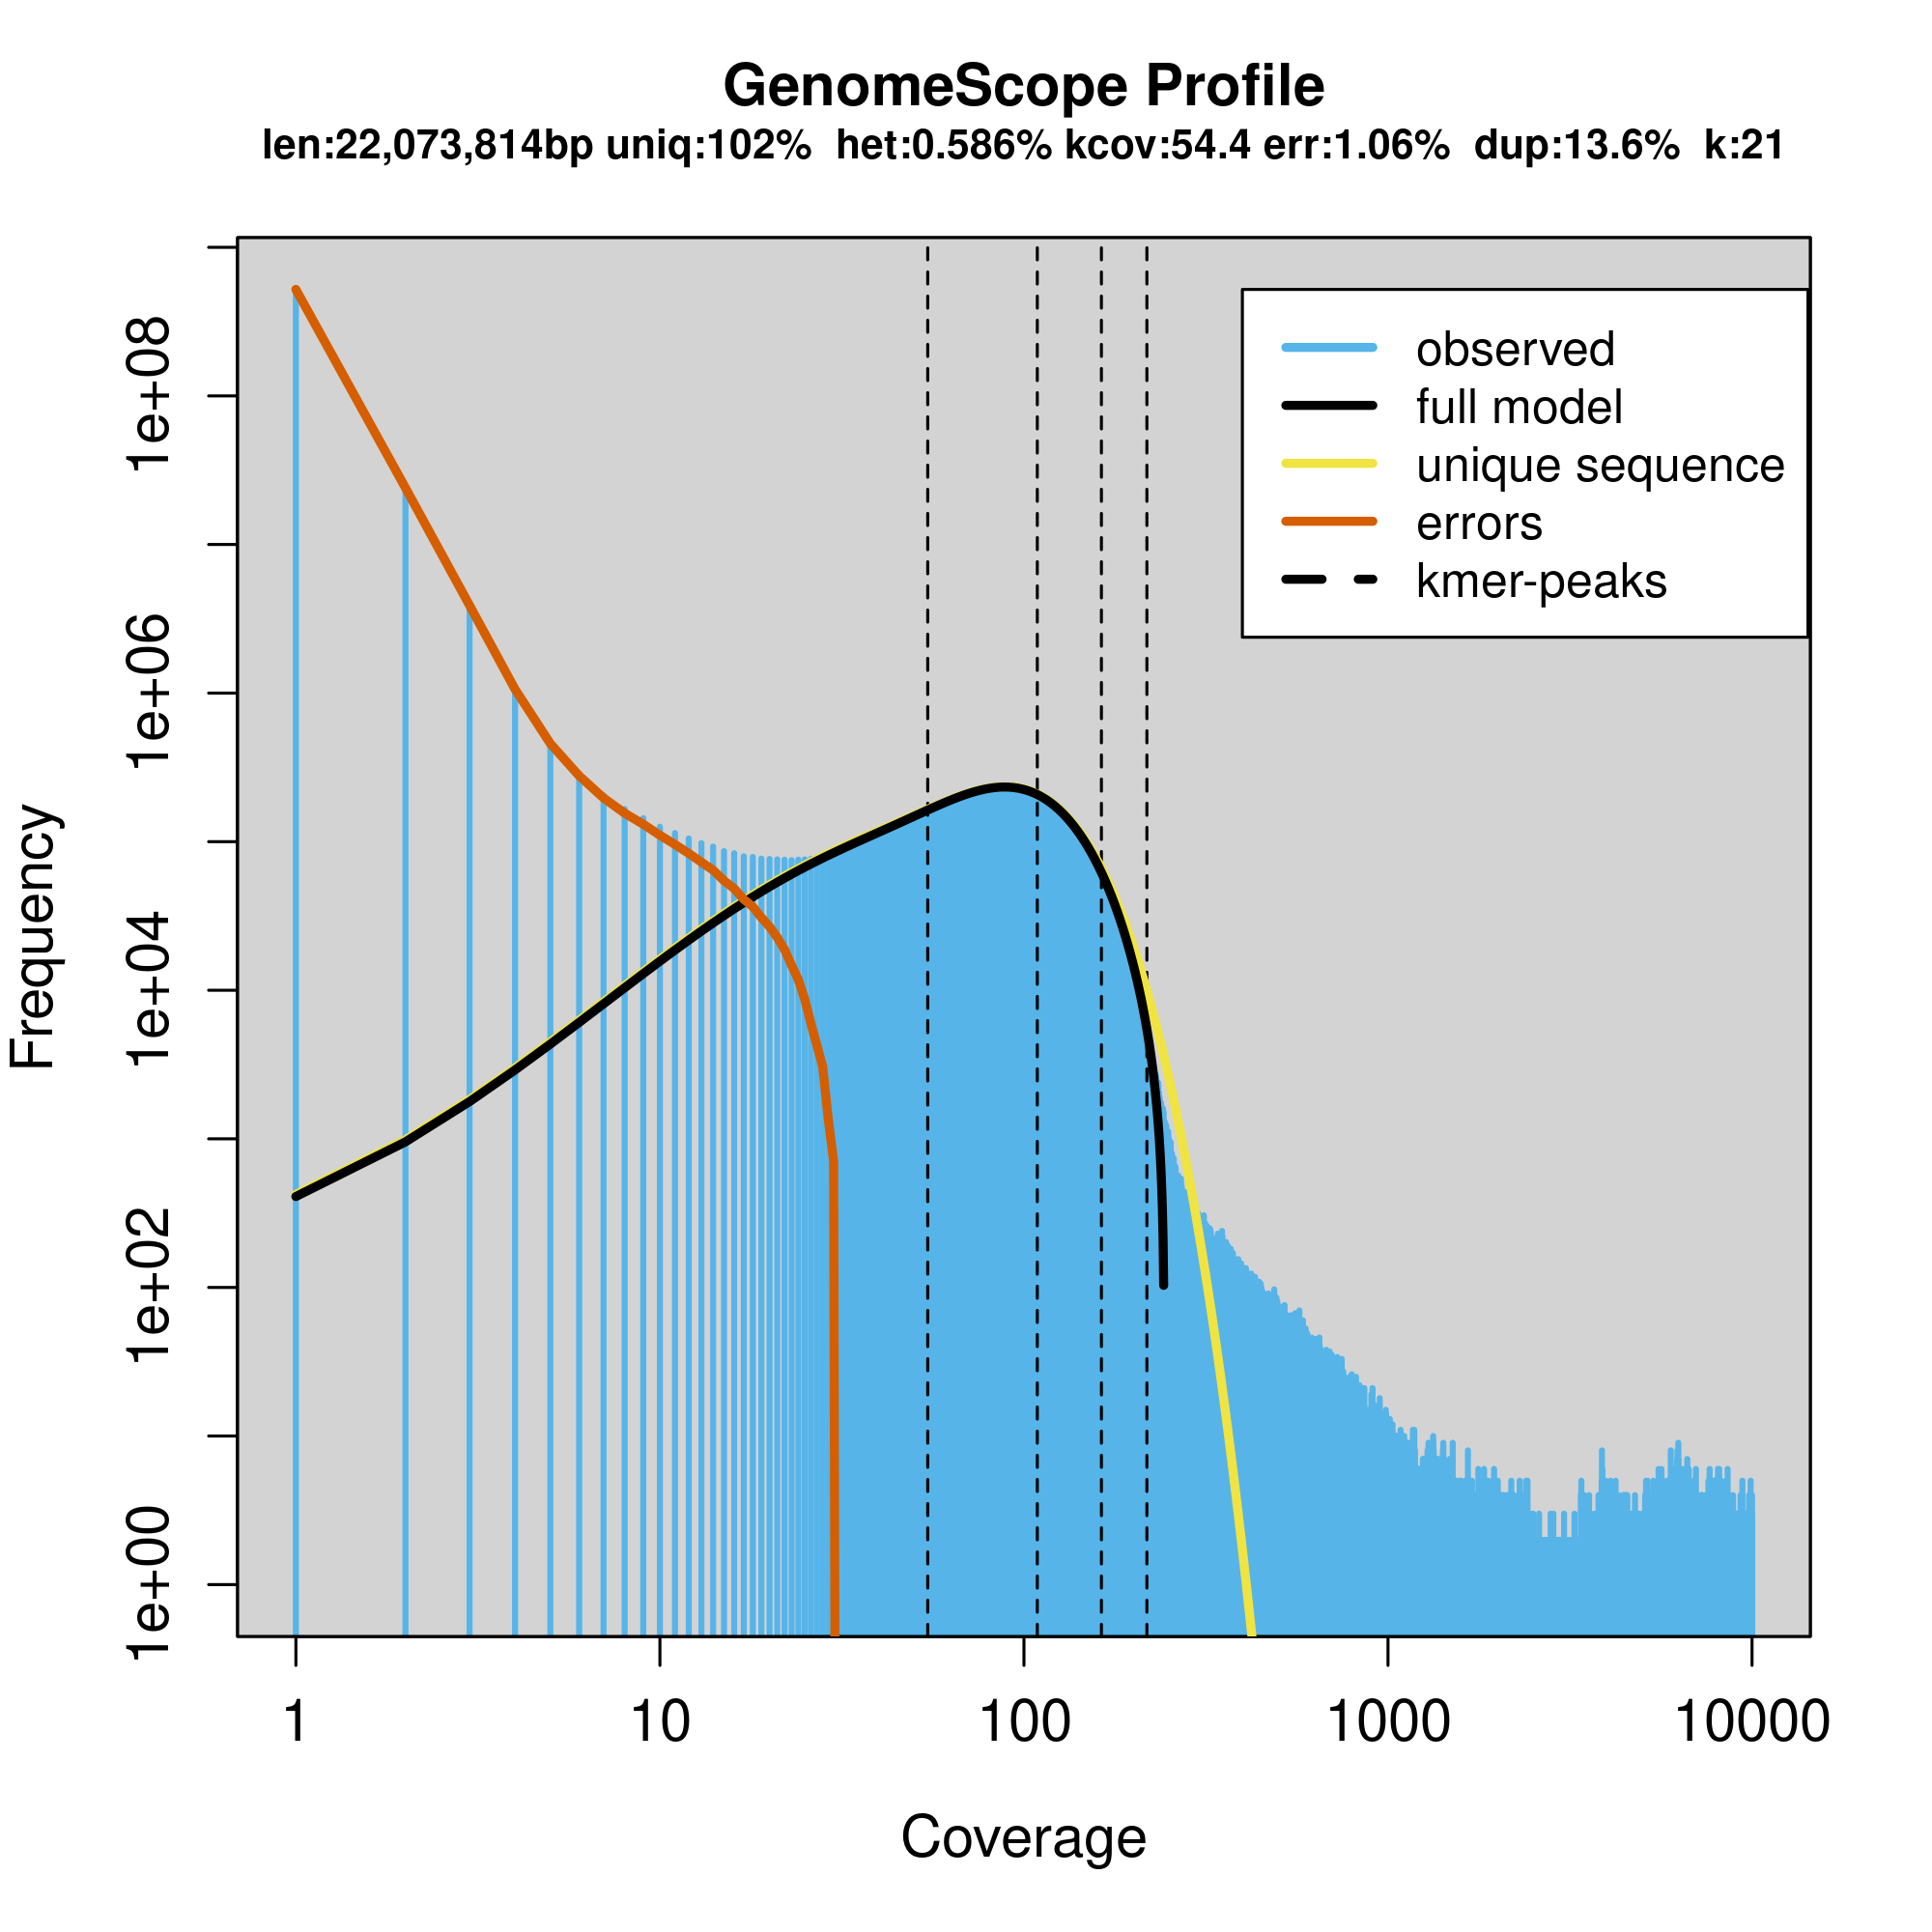 GenomeScope Profile
len:22,073,814bp uniq:102% het:0.586% kcov:54.4 err:1.06% dup:13.6% k:21
observed
full model
unique sequence
errors
kmer-peaks
Frequency
1e+08
1e+06
1e+04
1e+02
1e+00
1 10 100 1000 10000
Coverage